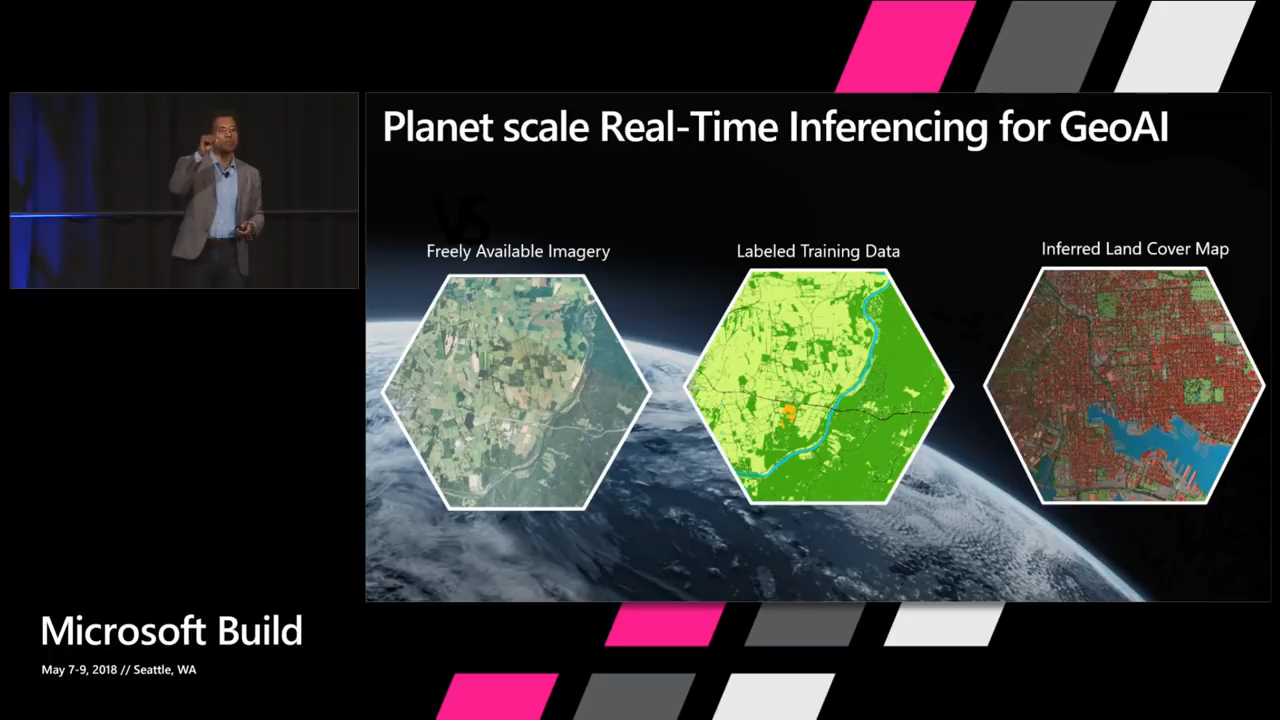 Planet scale Real-Time Inferencing for GeoAI
VS
Freely Available Imagery
Labeled Training Data
Inferred Land Cover Map
Microsoft Build
May 7-9, 2018 // Seattle, WA